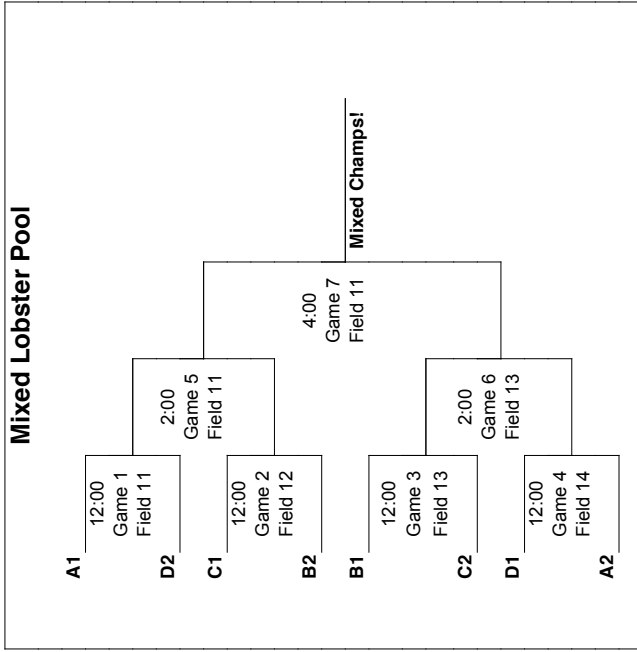 Mixed Lobster Pool
A1
12:00
Game 1
Field 11
D2
2:00
Game 5
Field 11
C1
12:00
Game 2
Field 12
B2
4:00
Game 7
Field 11
Mixed Champs!
B1
12:00
Game 3
Field 13
C2
2:00
Game 6
Field 13
D1
12:00
Game 4
Field 14
A2